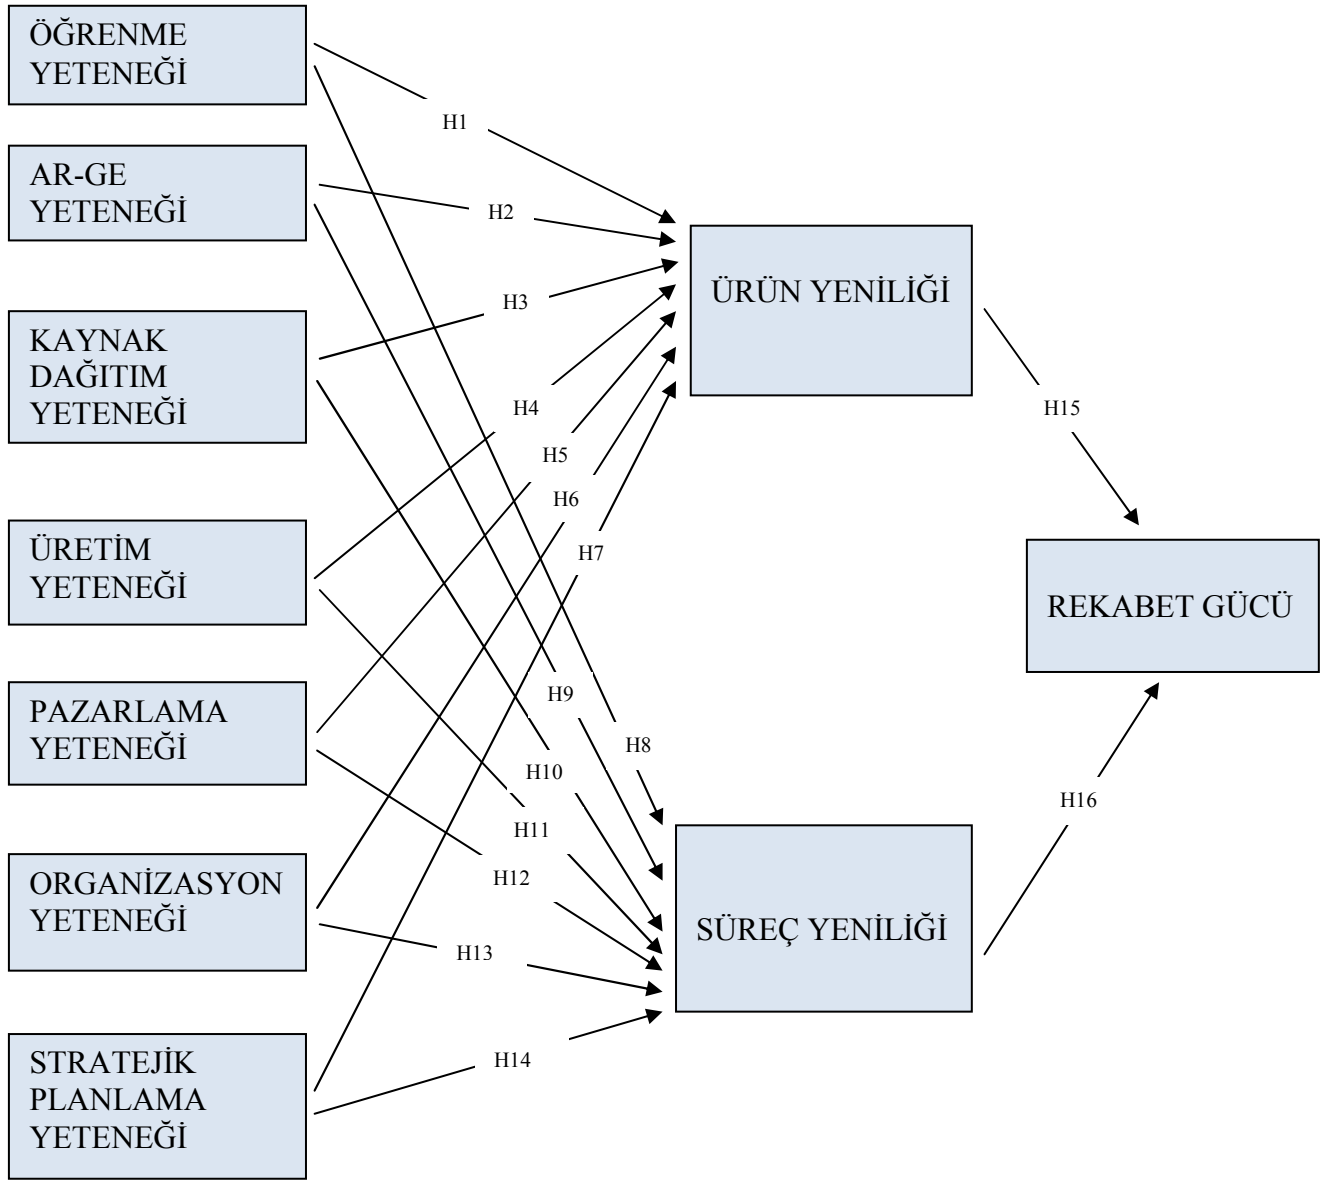 ÖĞRENME
YETENEĞİ
AR-GE
YETENEĞİ
KAYNAK
DAĞITIM
YETENEĞİ
ÜRETİM
YETENEĞİ
PAZARLAMA
YETENEĞİ
ORGANİZASYON
YETENEĞİ
STRATEJİK
PLANLAMA
YETENEĞİ
H1
H2
H3
H4
H5
H6
H7
H8
H9
H10
H11
H12
H13
H14
ÜRÜN YENİLİĞİ
SÜREÇ YENİLİĞİ
H15
H16
REKABET GÜCÜ